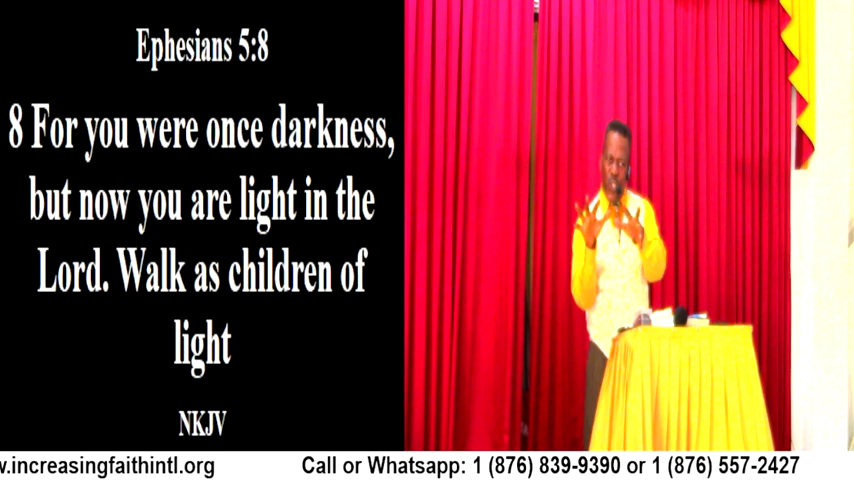 Ephesians 5:8
8 For you were once darkness,
but now you are light in the
Lord. Walk as children of
light
NKJV
.increasingfaithintl.org
Call or Whatsapp: 1 (876) 839-9390 or 1 (876) 557-2427